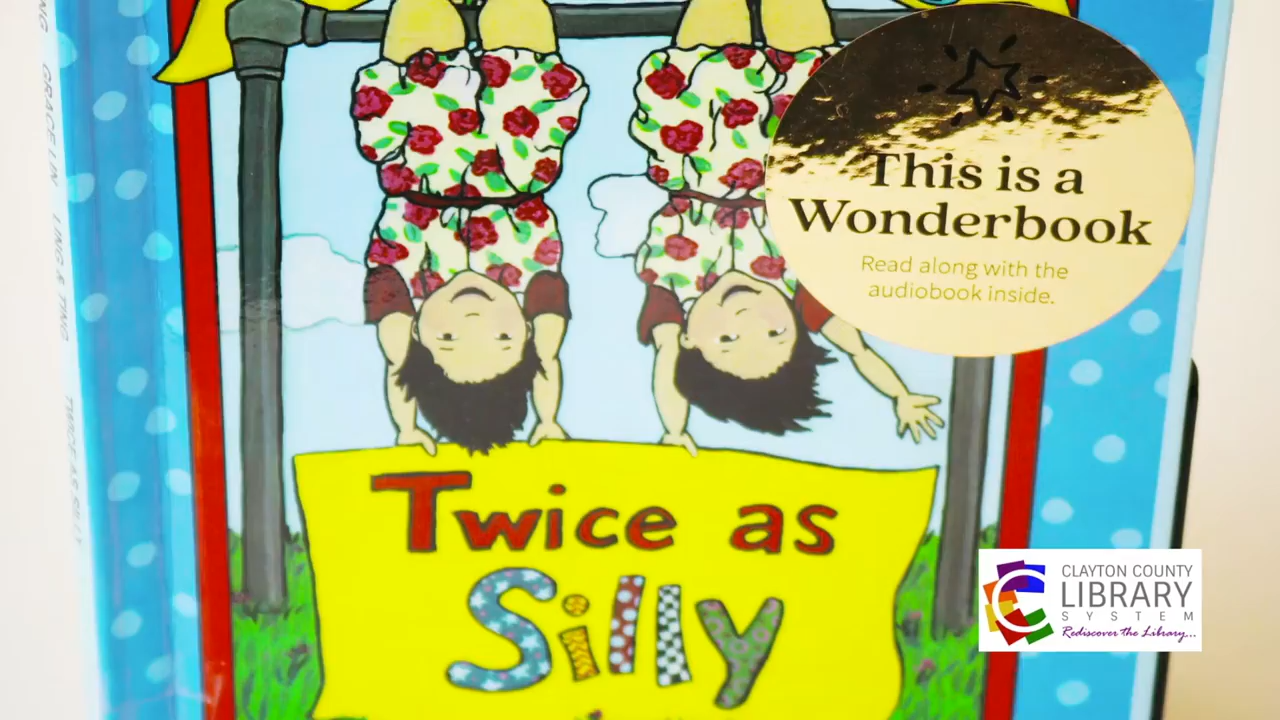 GRACE LIN LING & TING TWICE AS SILLY
This is a
Wonderbook
Read along with the
audiobook inside.
Twice as
Silly
CLAYTON COUNTY
LIBRARY
SYSTEM
Rediscover the Library...